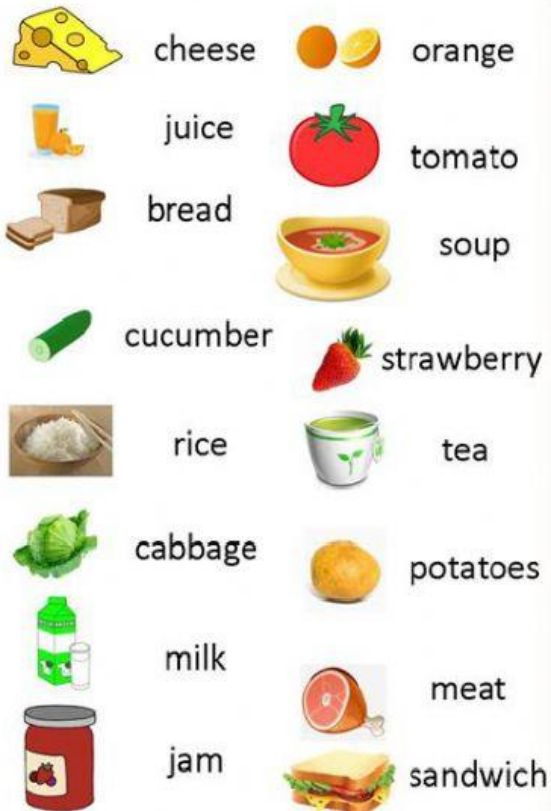 cheese
juice
bread
cucumber
rice
cabbage
milk
jam
orange
tomato
soup
strawberry
tea
potatoes
meat
sandwich